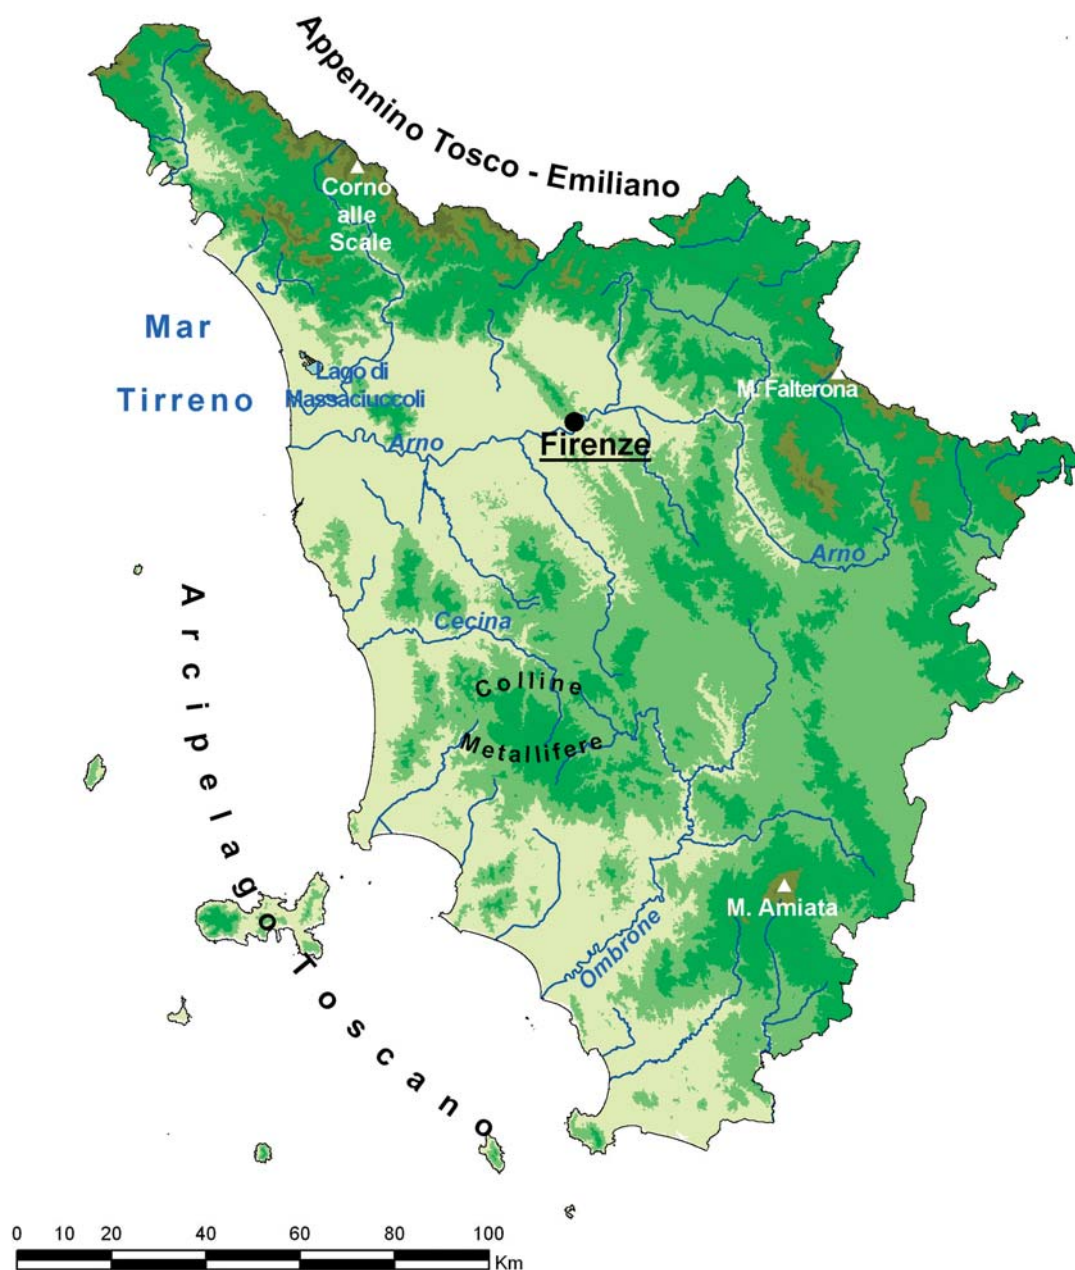 Appennino Tosco - Emiliano
Corno
alle
Scale
Mar
Tirreno
Lago di
Massaciuccoli
M. Falterona
Arno
Firenze
Arno
Cecina
Colline
Metallifere
Arcipelago Toscano
M. Amiata
Ombrone
0 10 20 40 60 80 100
Km